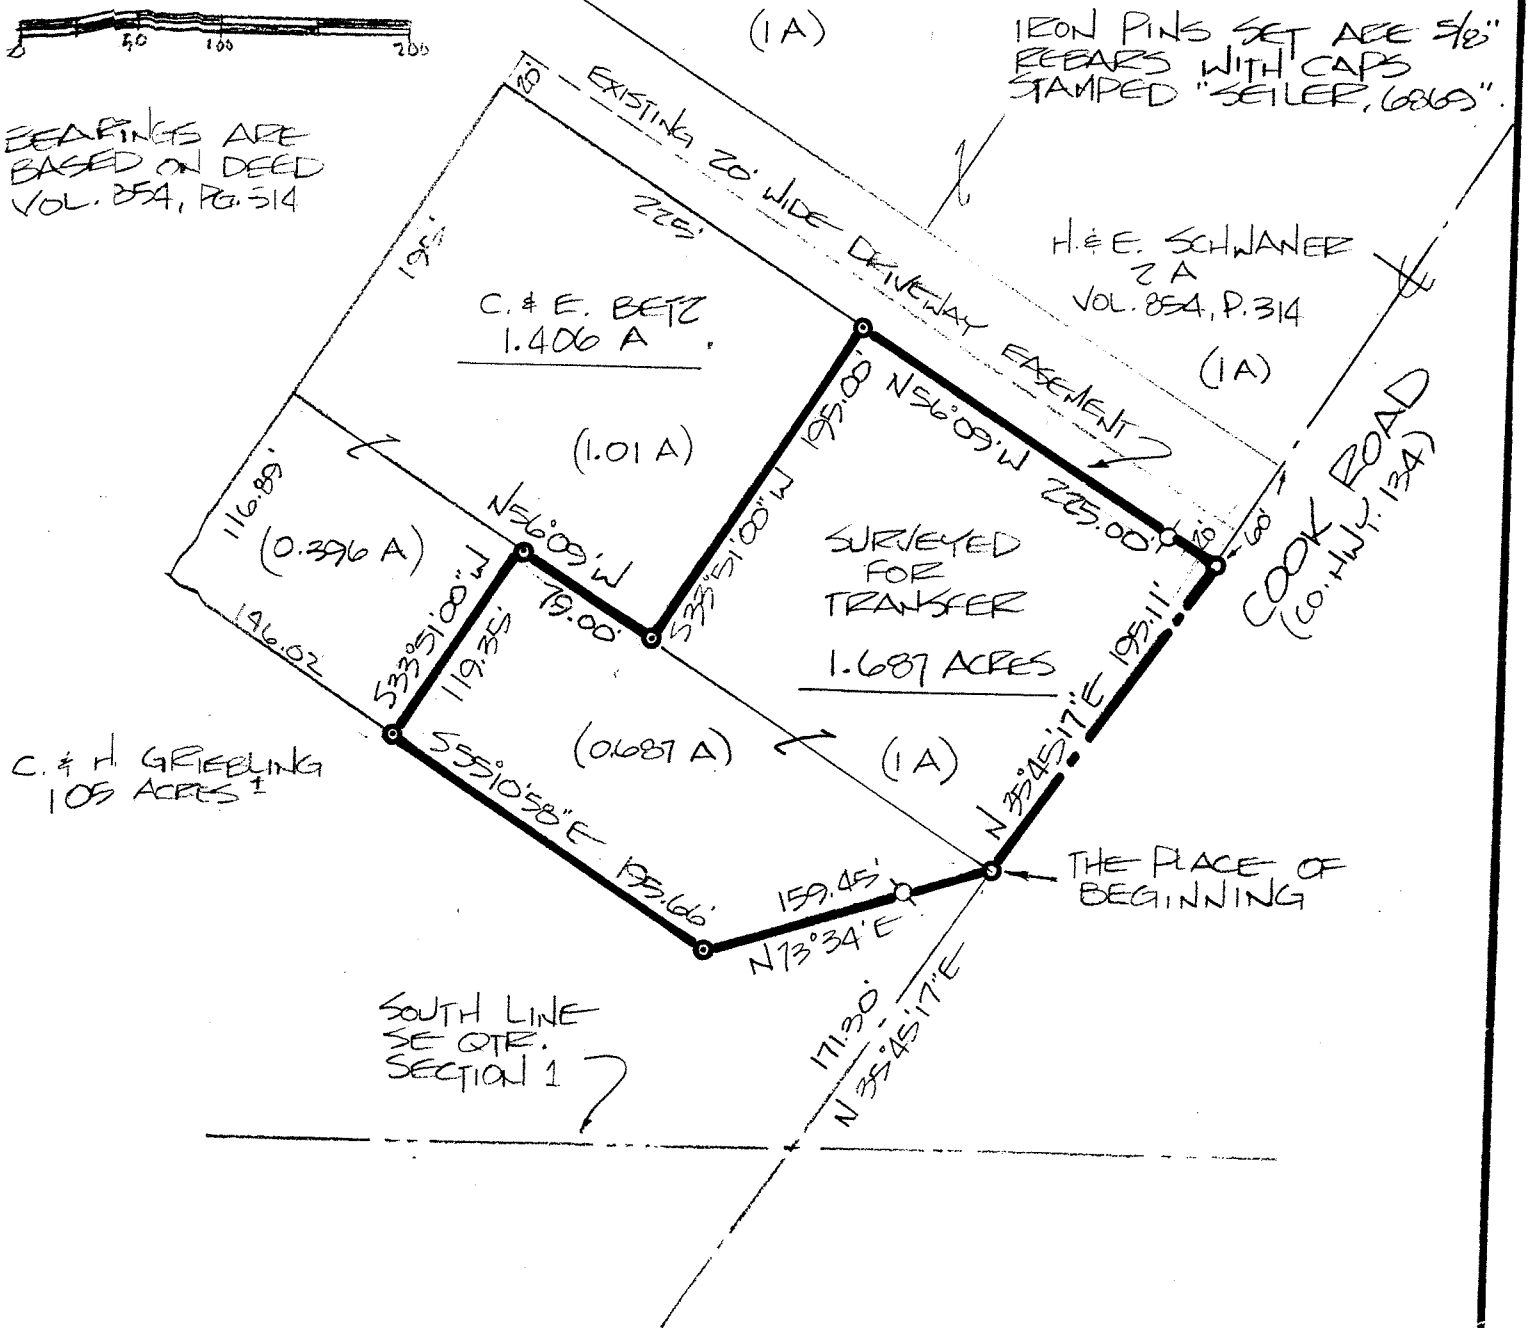 0 50 100 200
(1A)
IRON PINS SET ARE 5/8"
REBARS WITH CAPS
STAMPED "SEILER, 6869".
BEARINGS ARE
BASED ON DEED
VOL. 854, PG. 314
20'
EXISTING 20' WIDE DRIVEWAY EASEMENT
225'
195'
H. & E. SCHWANER
2 A
VOL. 854, P. 314
(1A)
C. & E. BETZ
1.406 A
(1.01 A)
195.00'
S33°51'00"W
N56°09'W 225.00'
20'
60'
COOK ROAD
(CO. HWY. 134)
116.89'
(0.396 A)
N56°09'W
79.00'
SURVEYED
FOR
TRANSFER
1.687 ACRES
N 35°45'17"E 195.11'
S33°51'00"W
119.35'
146.02
(0.687 A)
(1A)
C. & H. GRIEBLING
105 ACRES ±
S55°10'58"E 195.66'
159.45'
N73°34'E
THE PLACE OF
BEGINNING
SOUTH LINE
SE QTR.
SECTION 1
171.30'
N 35°45'17"E